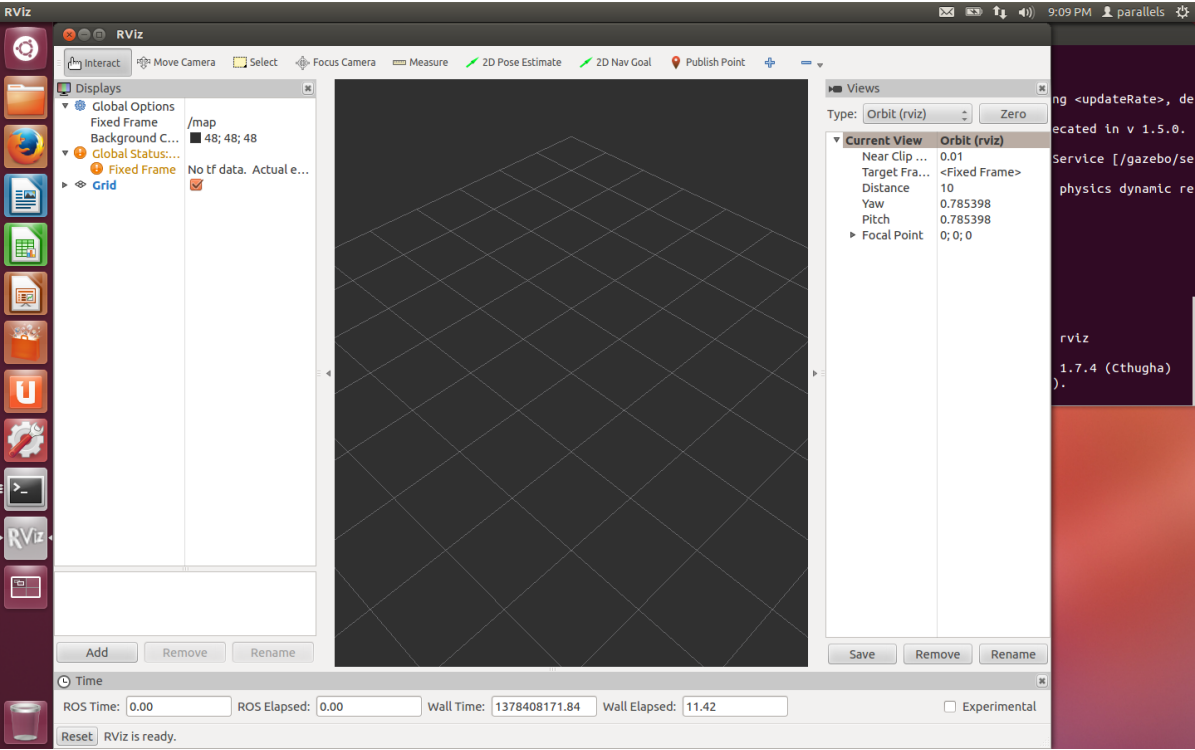 RViz
9:09 PM parallels
RViz
Interact Move Camera Select Focus Camera Measure 2D Pose Estimate 2D Nav Goal Publish Point
Displays
Global Options
Fixed Frame /map
Background C... 48; 48; 48
Global Status:...
Fixed Frame No tf data. Actual e...
Grid
Add Remove Rename
Views
Type: Orbit (rviz) Zero
Current View Orbit (rviz)
Near Clip ... 0.01
Target Fra... <Fixed Frame>
Distance 10
Yaw 0.785398
Pitch 0.785398
Focal Point 0; 0; 0
Save Remove Rename
ng <updateRate>, de
ecated in v 1.5.0.
Service [/gazebo/se
physics dynamic re
rviz
1.7.4 (Cthugha)
).
RViz
Time
ROS Time: 0.00 ROS Elapsed: 0.00 Wall Time: 1378408171.84 Wall Elapsed: 11.42 Experimental
Reset RViz is ready.